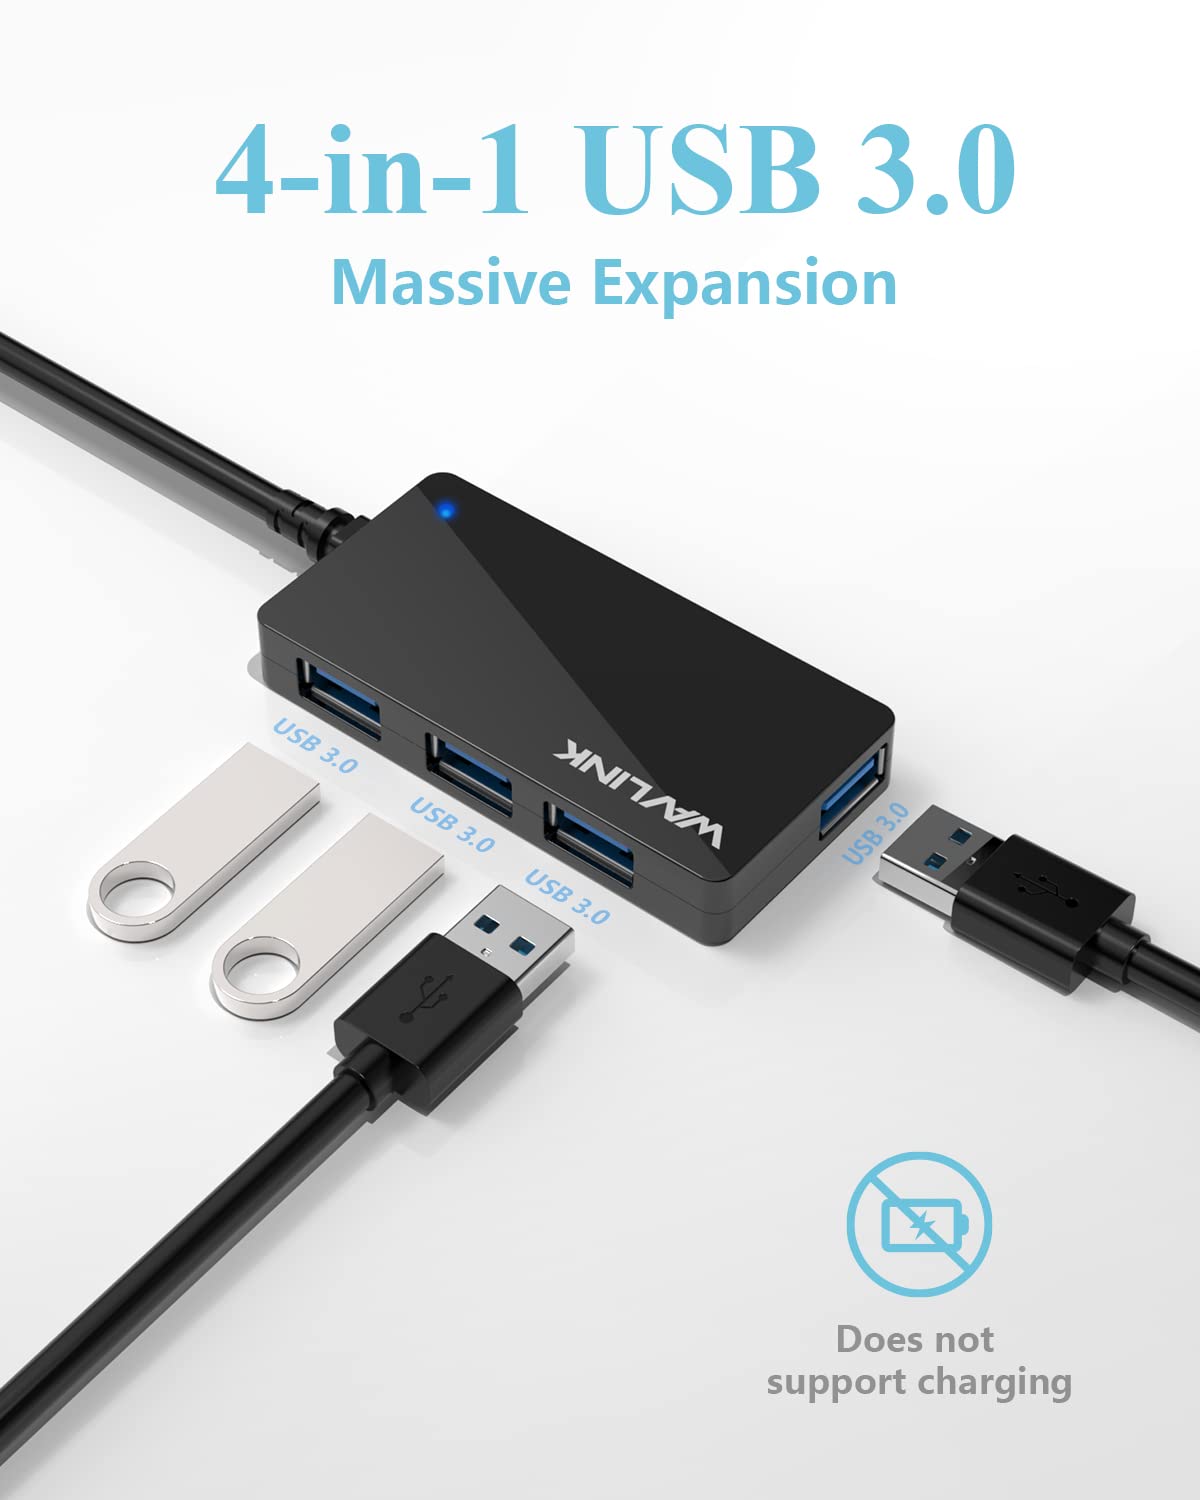 4-in-1 USB 3.0
Massive Expansion
WAVLINK
USB 3.0
USB 3.0
USB 3.0
USB 3.0
Does not
support charging